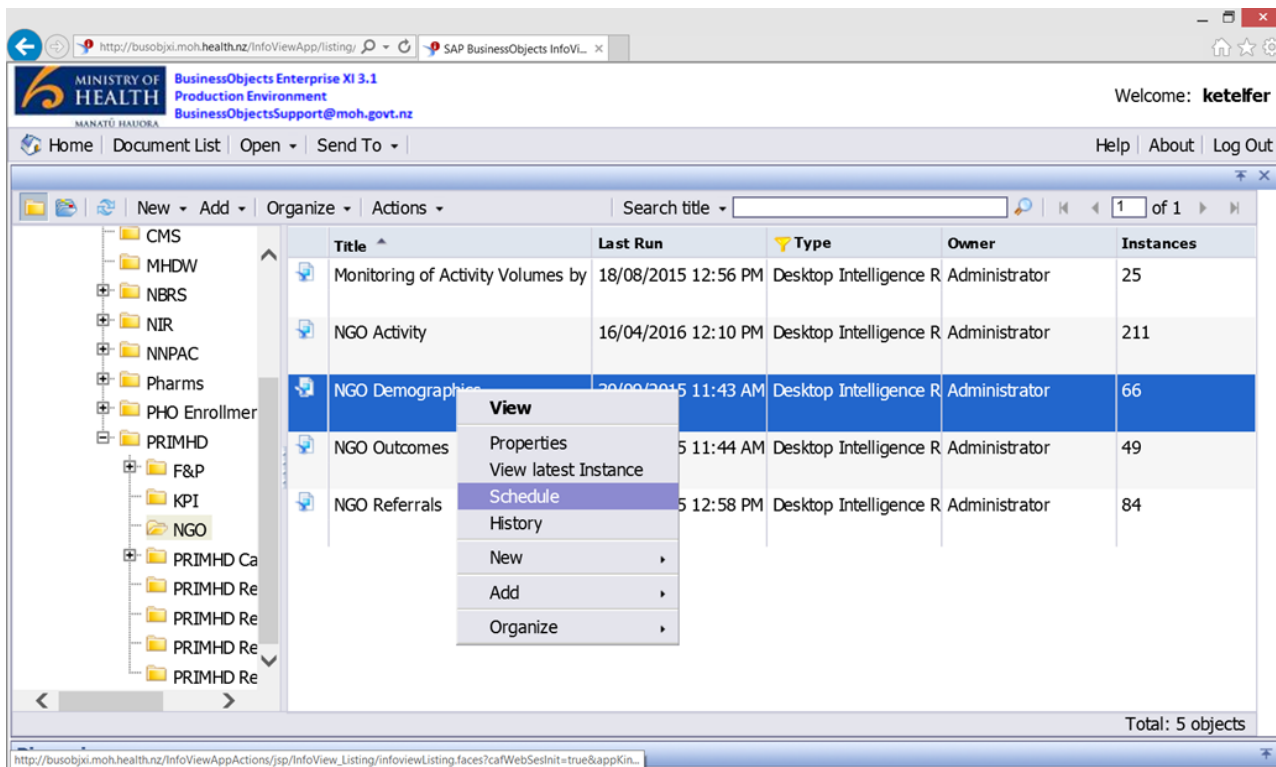 http://busobjxi.moh.health.nz/InfoViewApp/listing/
SAP BusinessObjects InfoVi...
MINISTRY OF
HEALTH
MANATŪ HAUORA
BusinessObjects Enterprise XI 3.1
Production Environment
BusinessObjectsSupport@moh.govt.nz
Welcome: ketelfer
Home Document List Open Send To Help About Log Out
New Add Organize Actions Search title 1 of 1
CMS
MHDW
NBRS
NIR
NNPAC
Pharms
PHO Enrollmer
PRIMHD
F&P
KPI
NGO
PRIMHD Ca
PRIMHD Re
PRIMHD Re
PRIMHD Re
PRIMHD Re
Title Last Run Type Owner Instances
Monitoring of Activity Volumes by 18/08/2015 12:56 PM Desktop Intelligence R Administrator 25
NGO Activity 16/04/2016 12:10 PM Desktop Intelligence R Administrator 211
NGO Demographics 11:43 AM Desktop Intelligence R Administrator 66
NGO Outcomes 5 11:44 AM Desktop Intelligence R Administrator 49
NGO Referrals 5 12:58 PM Desktop Intelligence R Administrator 84
View
Properties
View latest Instance
Schedule
History
New
Add
Organize
Total: 5 objects
http://busobjxi.moh.health.nz/InfoViewAppActions/jsp/InfoView_Listing/infoviewListing.faces?cafWebSesInit=true&appKin...